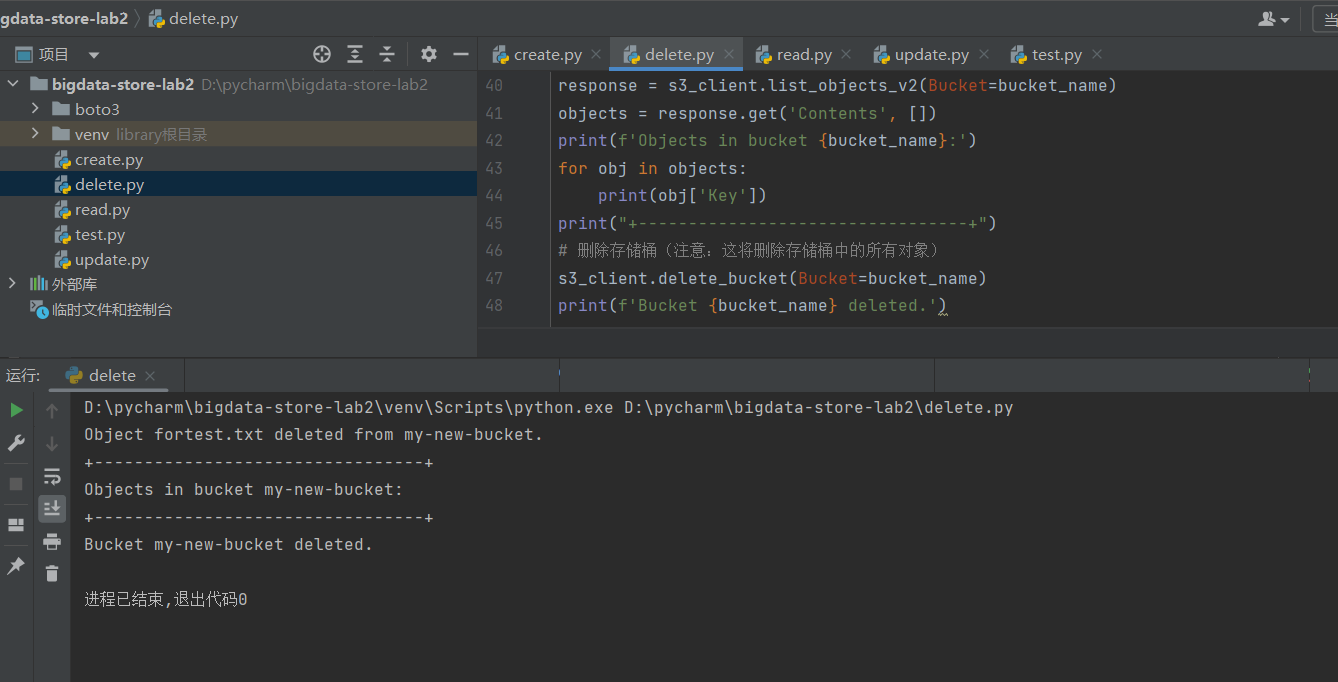 gdata-store-lab2 〉 delete.py
项目
create.py delete.py read.py update.py test.py
bigdata-store-lab2 D:\pycharm\bigdata-store-lab2
boto3
venv library根目录
create.py
delete.py
read.py
test.py
update.py
外部库
临时文件和控制台
40 response = s3_client.list_objects_v2(Bucket=bucket_name)
41 objects = response.get('Contents', [])
42 print(f'Objects in bucket {bucket_name}:')
43 for obj in objects:
44 print(obj['Key'])
45 print("+---------------------------------+")
46 # 删除存储桶（注意：这将删除存储桶中的所有对象）
47 s3_client.delete_bucket(Bucket=bucket_name)
48 print(f'Bucket {bucket_name} deleted.')
运行: delete
D:\pycharm\bigdata-store-lab2\venv\Scripts\python.exe D:\pycharm\bigdata-store-lab2\delete.py
Object fortest.txt deleted from my-new-bucket.
+---------------------------------+
Objects in bucket my-new-bucket:
+---------------------------------+
Bucket my-new-bucket deleted.
进程已结束,退出代码0